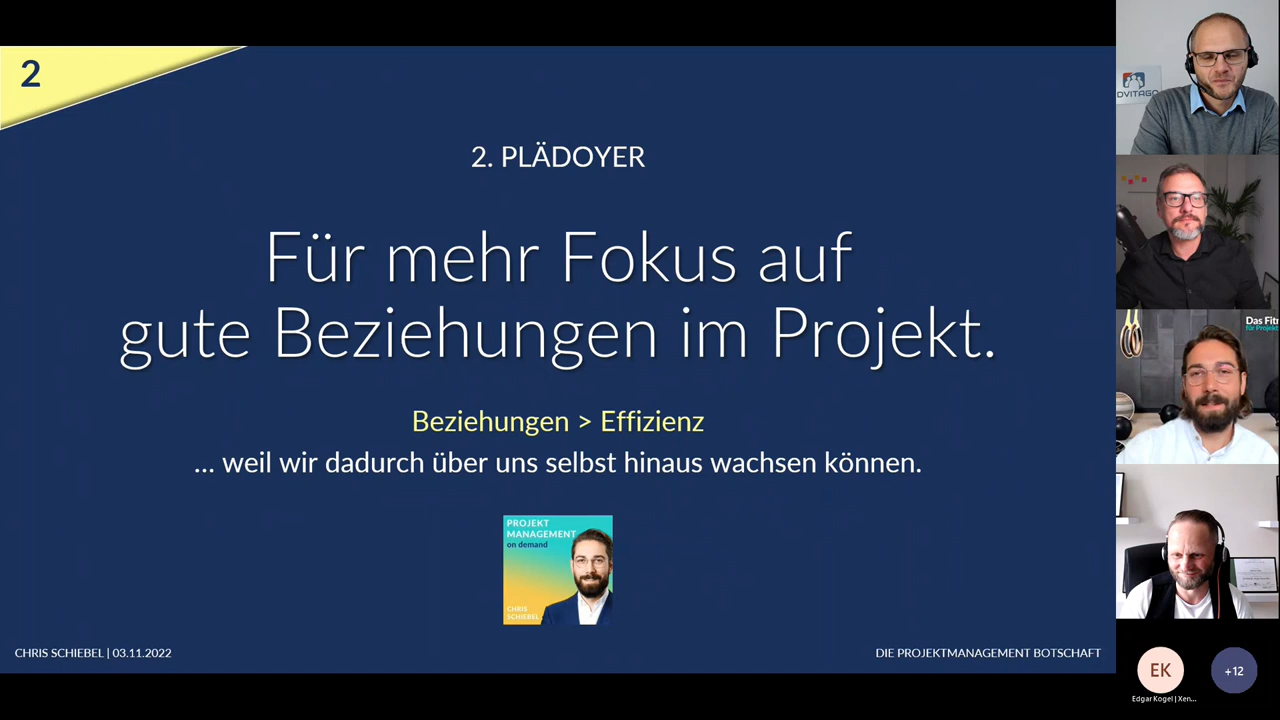 2
2. PLÄDOYER
Für mehr Fokus auf
gute Beziehungen im Projekt.
Beziehungen > Effizienz
... weil wir dadurch über uns selbst hinaus wachsen können.
PROJEKT
MANAGEMENT
on demand
CHRIS
SCHIEBEL
CHRIS SCHIEBEL | 03.11.2022
DIE PROJEKTMANAGEMENT BOTSCHAFT
DVITAGO
Das Fit
für Projekt
EK
+12
Edgar Kogel | Xen...